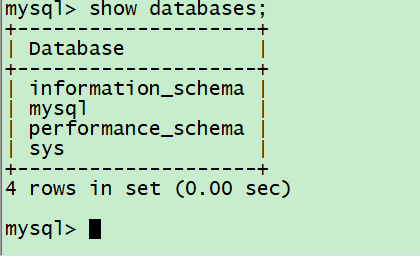 mysql> show databases;
+--------------------+
| Database           |
+--------------------+
| information_schema |
| mysql              |
| performance_schema |
| sys                |
+--------------------+
4 rows in set (0.00 sec)
mysql>